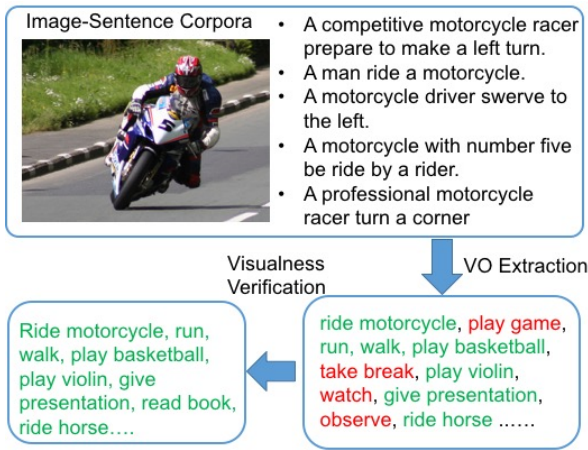 Image-Sentence Corpora
• A competitive motorcycle racer
prepare to make a left turn.
• A man ride a motorcycle.
• A motorcycle driver swerve to
the left.
• A motorcycle with number five
be ride by a rider.
• A professional motorcycle
racer turn a corner
5
Visualness
Verification
VO Extraction
Ride motorcycle, run,
walk, play basketball,
play violin, give
presentation, read book,
ride horse….
ride motorcycle, play game,
run, walk, play basketball,
take break, play violin,
watch, give presentation,
observe, ride horse ……